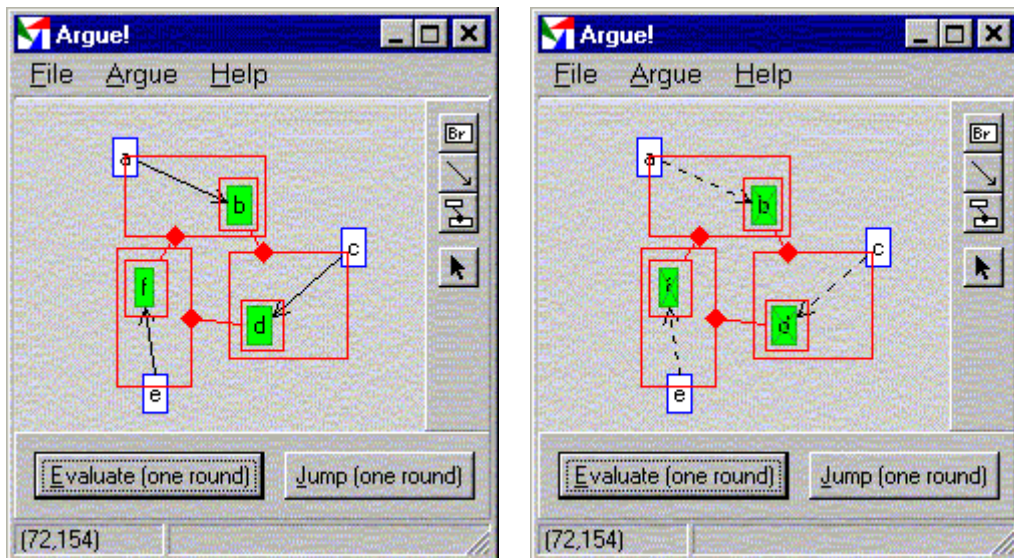 Argue!
File Argue Help
Br
a
b
c
f
d
e
Evaluate (one round) Jump (one round)
(72,154)
Argue!
File Argue Help
Br
a
b
c
f
d
e
Evaluate (one round) Jump (one round)
(72,154)